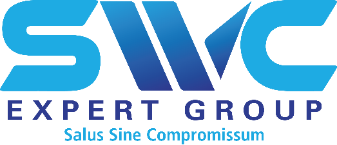 SWC
EXPERT GROUP
Salus Sine Compromissum